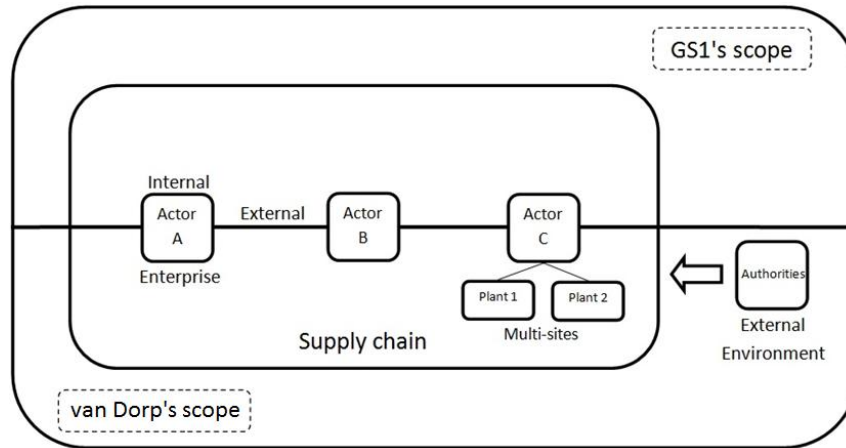 GS1's scope
Internal
Actor
A
External
Actor
B
Actor
C
Enterprise
Plant 1
Plant 2
Multi-sites
Authorities
External
Environment
Supply chain
van Dorp's scope